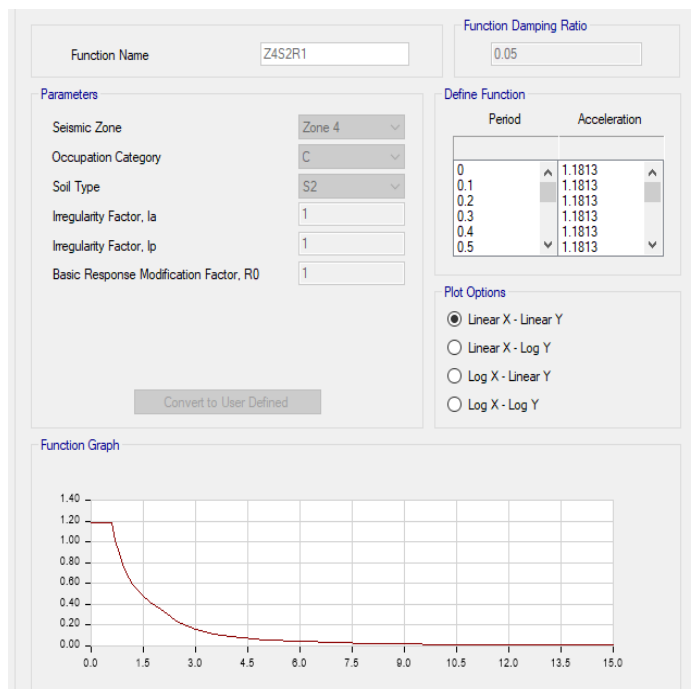 Function Name
Z4S2R1
Function Damping Ratio
0.05
Parameters
Seismic Zone
Zone 4
Occupation Category
C
Soil Type
S2
Irregularity Factor, Ia
1
Irregularity Factor, Ip
1
Basic Response Modification Factor, R0
1
Convert to User Defined
Define Function
Period Acceleration
0 1.1813
0.1 1.1813
0.2 1.1813
0.3 1.1813
0.4 1.1813
0.5 1.1813
Plot Options
Linear X - Linear Y
Linear X - Log Y
Log X - Linear Y
Log X - Log Y
Function Graph
1.40
1.20
1.00
0.80
0.60
0.40
0.20
0.00
0.0 1.5 3.0 4.5 6.0 7.5 9.0 10.5 12.0 13.5 15.0